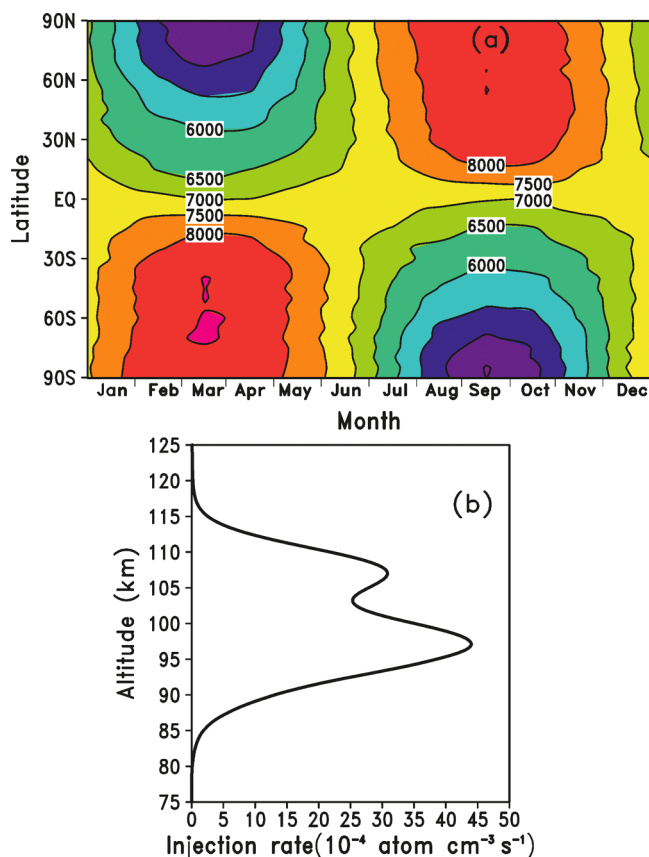 90N
(a)
60N
6000
30N
8000
6500
7500
EQ
7000
7000
7500
6500
8000
30S
6000
60S
90S
Latitude
Jan Feb Mar Apr May Jun Jul Aug Sep Oct Nov Dec
Month
125
120
(b)
115
110
105
100
95
90
85
80
75
Altitude (km)
0 5 10 15 20 25 30 35 40 45 50
Injection rate(10⁻⁴ atom cm⁻³ s⁻¹)